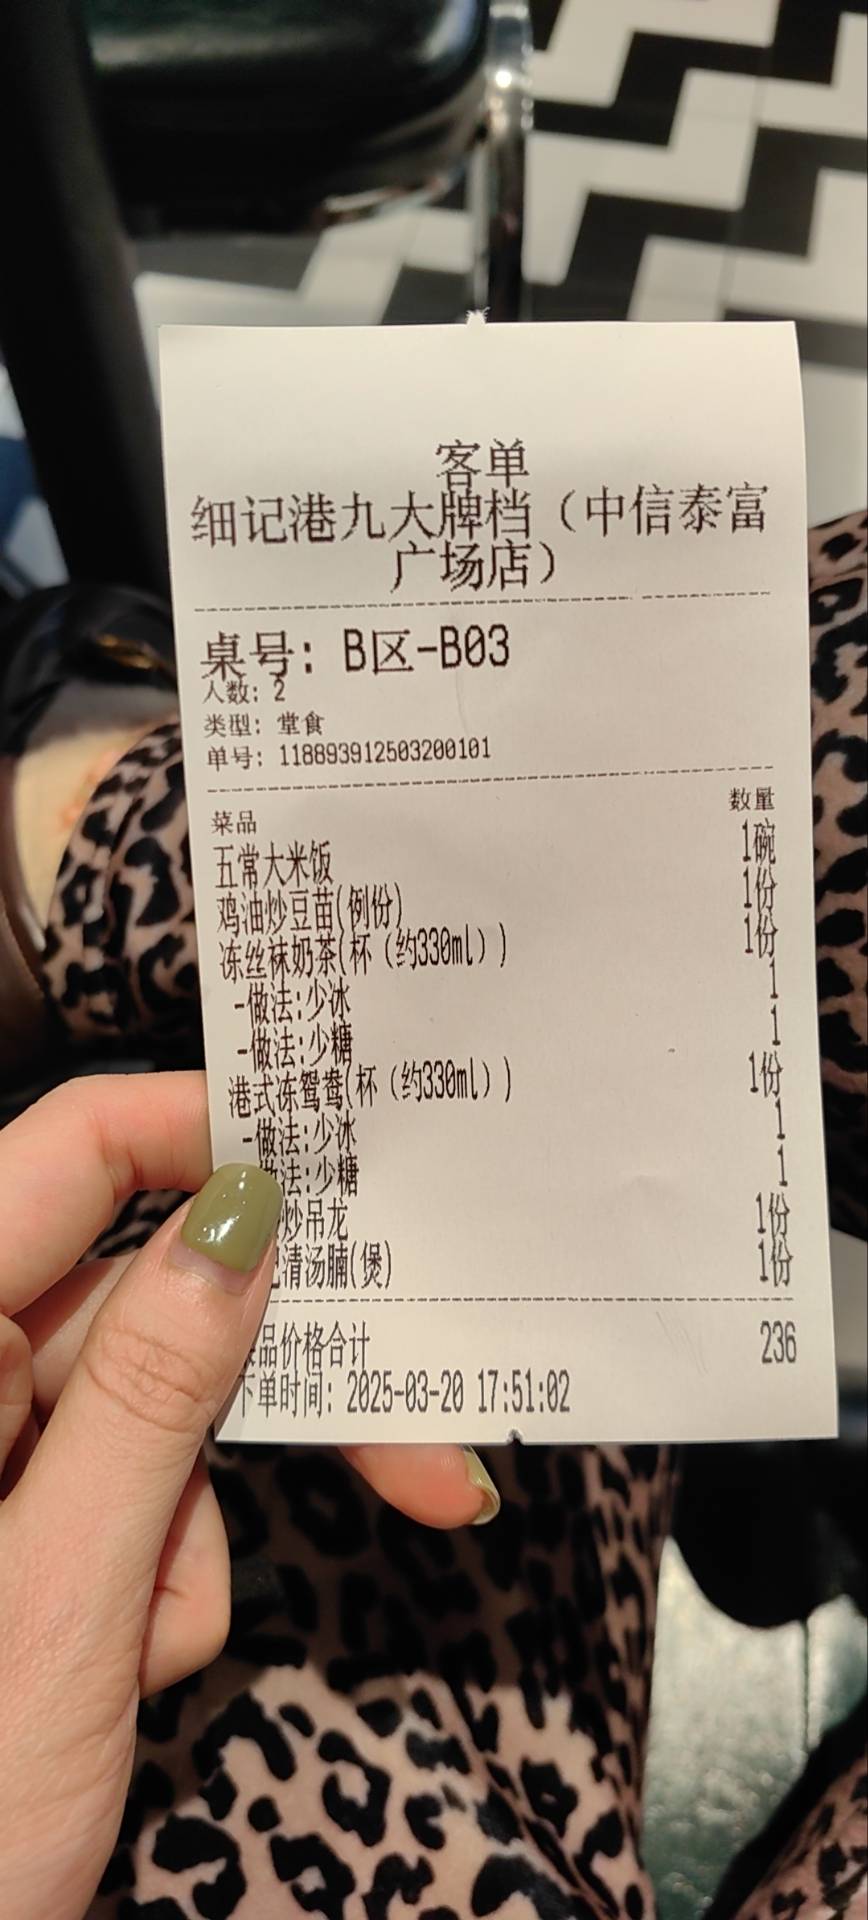 客单
细记港九大牌档（中信泰富
广场店）
桌号: B区-B03
人数: 2
类型: 堂食
单号: 118893912503200101
菜品 数量
五常大米饭 1碗
鸡油炒豆苗(例份) 1份
冻丝袜奶茶(杯（约330ml）) 1份
-做法:少冰 1
-做法:少糖 1
港式冻鸳鸯(杯（约330ml）) 1份
-做法:少冰 1
做法:少糖 1
炒吊龙 1份
清汤腩(煲) 1份
品价格合计 236
下单时间: 2025-03-20 17:51:02